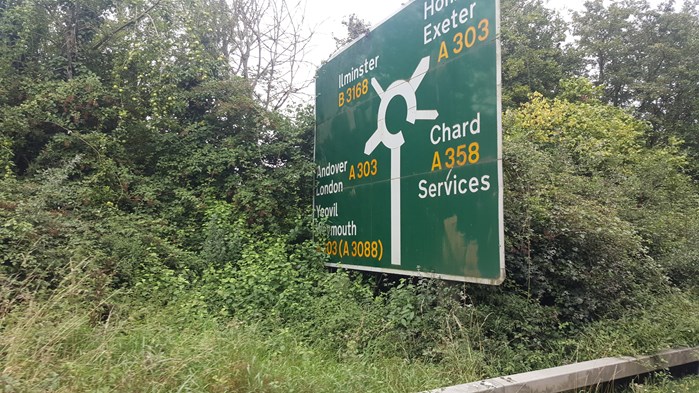 Exeter
A 303
Ilminster
B 3168
Chard
A 358
Services
Andover A 303
London
Yeovil
(A 3088)